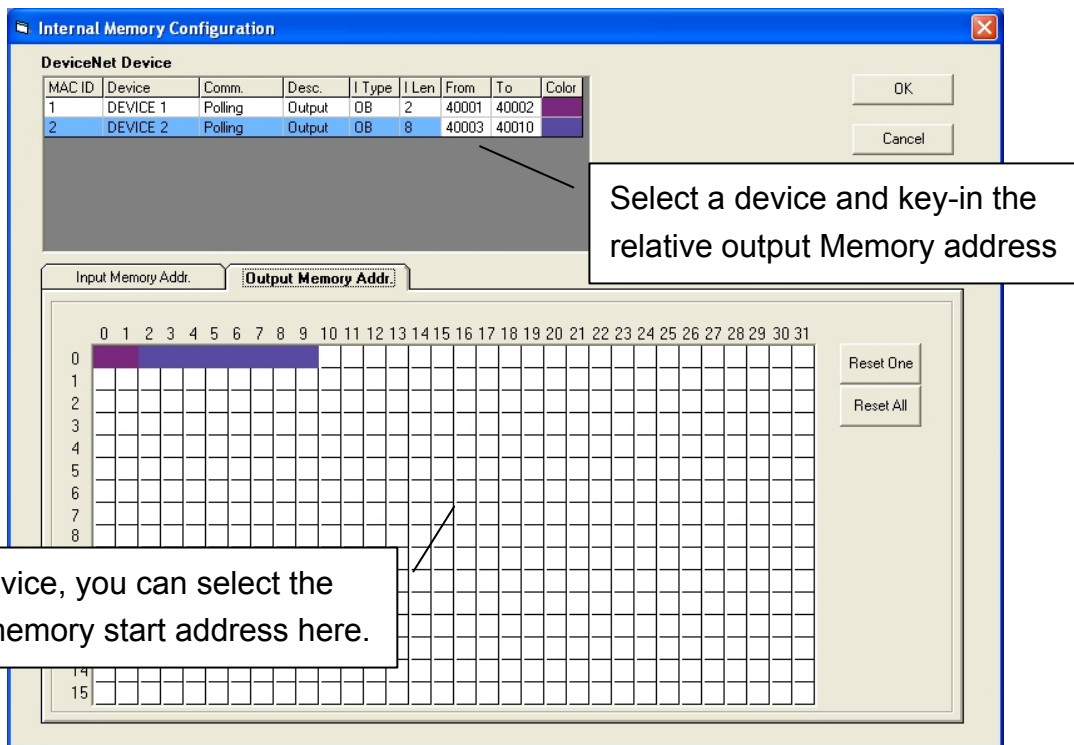 Internal Memory Configuration
DeviceNet Device
MAC ID Device Comm. Desc. I Type I Len From To Color
1 DEVICE 1 Polling Output OB 2 40001 40002
2 DEVICE 2 Polling Output OB 8 40003 40010
OK
Cancel
Select a device and key-in the
relative output Memory address
Input Memory Addr. Output Memory Addr.
0 1 2 3 4 5 6 7 8 9 10 11 12 13 14 15 16 17 18 19 20 21 22 23 24 25 26 27 28 29 30 31
0
1
2
3
4
5
6
7
8
Reset One
Reset All
vice, you can select the
memory start address here.
14
15